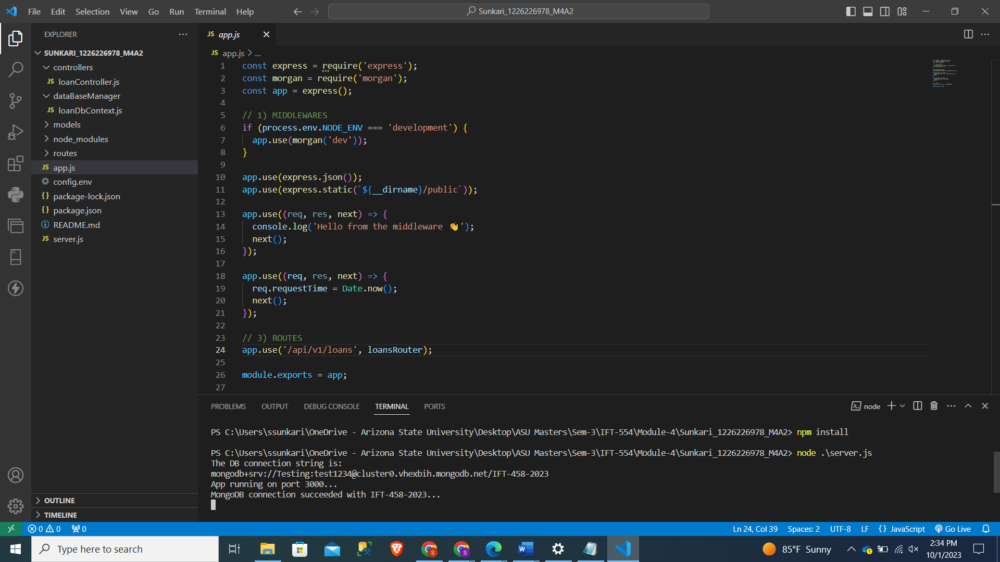 File Edit Selection View Go Run Terminal Help
Sunkari_1226226978_M4A2
EXPLORER
SUNKARI_1226226978_M4A2
controllers
JS loanController.js
dataBaseManager
JS loanDbContext.js
models
node_modules
routes
JS app.js
config.env
{} package-lock.json
{} package.json
README.md
JS server.js
OUTLINE
TIMELINE
JS app.js
JS app.js > ...
1 const express = require('express');
2 const morgan = require('morgan');
3 const app = express();
4
5 // 1) MIDDLEWARES
6 if (process.env.NODE_ENV === 'development') {
7 app.use(morgan('dev'));
8 }
9
10 app.use(express.json());
11 app.use(express.static(`${__dirname}/public`));
12
13 app.use((req, res, next) => {
14 console.log('Hello from the middleware 👋');
15 next();
16 });
17
18 app.use((req, res, next) => {
19 req.requestTime = Date.now();
20 next();
21 });
22
23 // 3) ROUTES
24 app.use('/api/v1/loans', loansRouter);
25
26 module.exports = app;
27
PROBLEMS OUTPUT DEBUG CONSOLE TERMINAL PORTS
node
PS C:\Users\ssunkari\OneDrive - Arizona State University\Desktop\ASU Masters\Sem-3\IFT-554\Module-4\Sunkari_1226226978_M4A2> npm install
PS C:\Users\ssunkari\OneDrive - Arizona State University\Desktop\ASU Masters\Sem-3\IFT-554\Module-4\Sunkari_1226226978_M4A2> node .\server.js
The DB connection string is:
mongodb+srv://Testing:test1234@cluster0.vhexbih.mongodb.net/IFT-458-2023
App running on port 3000...
MongoDB connection succeeded with IFT-458-2023...
0 0 0
Ln 24, Col 39 Spaces: 2 UTF-8 LF {} JavaScript Go Live
Type here to search
85°F Sunny
2:34 PM
10/1/2023